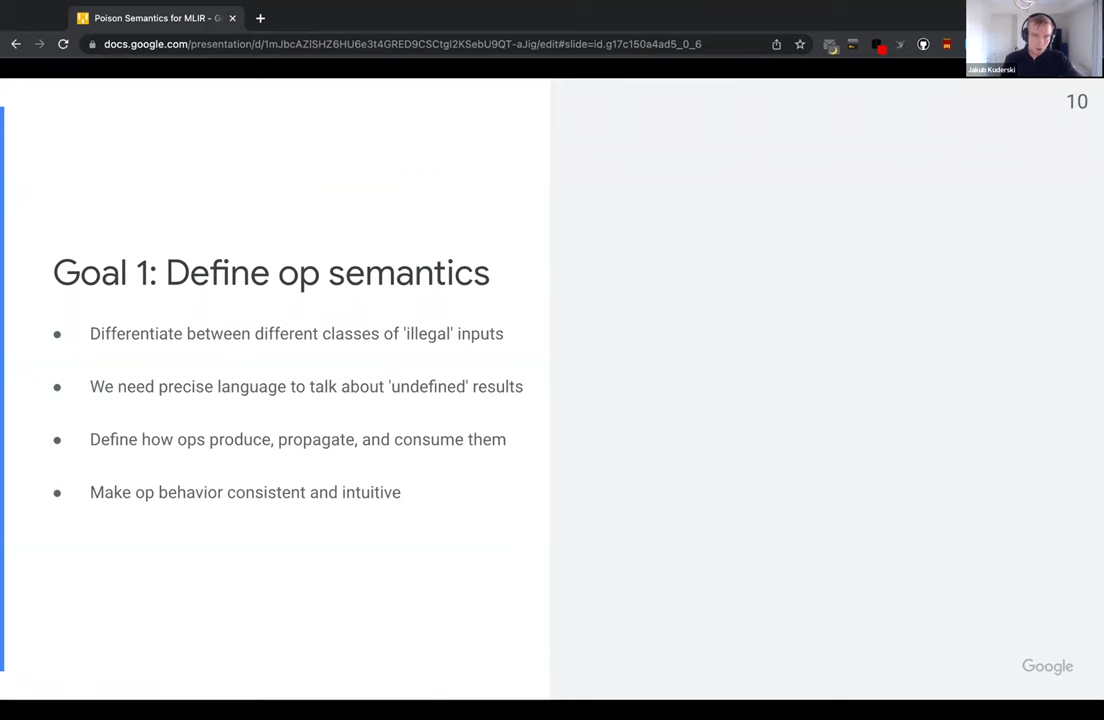 Poison Semantics for MLIR - G
docs.google.com/presentation/d/1mJbcAZlSHZ6HU6e3t4GRED9CSCtgI2KSebU9QT-aJig/edit#slide=id.g17c150a4ad5_0_6
Jakub Kuderski
10
Goal 1: Define op semantics
● Differentiate between different classes of 'illegal' inputs
● We need precise language to talk about 'undefined' results
● Define how ops produce, propagate, and consume them
● Make op behavior consistent and intuitive
Google